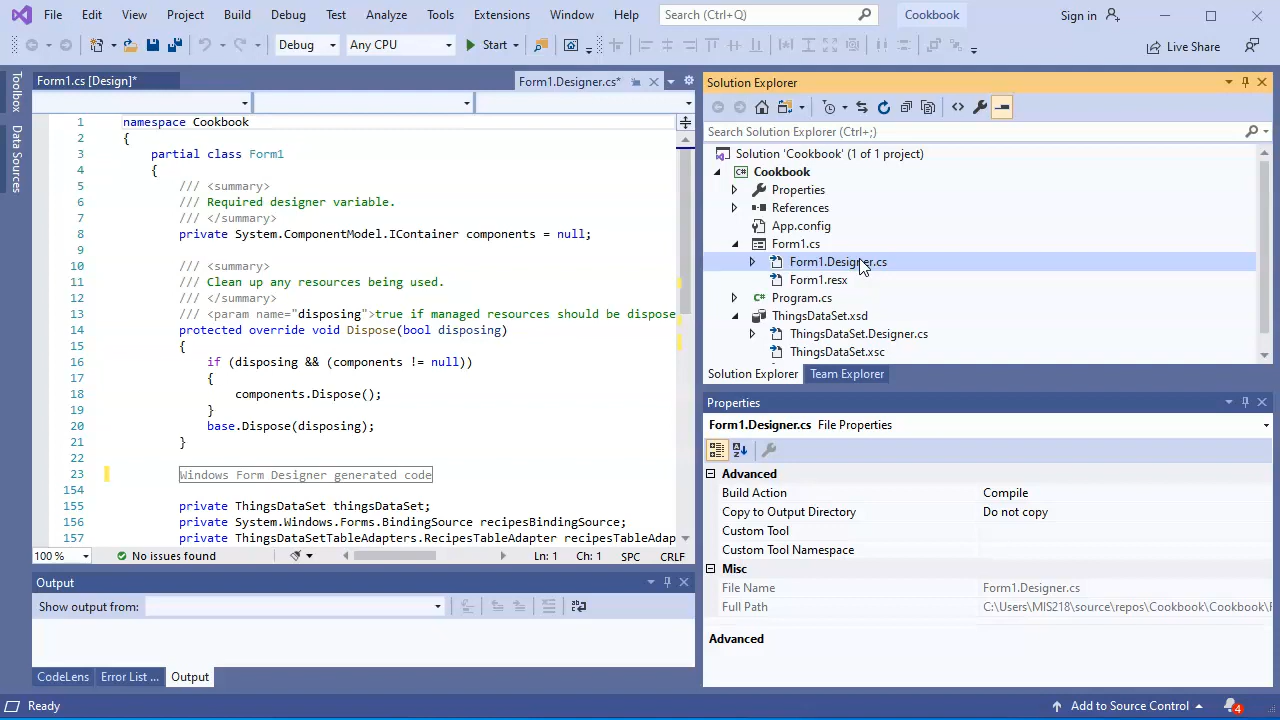 File Edit View Project Build Debug Test Analyze Tools Extensions Window Help Search (Ctrl+Q) Cookbook Sign in
Debug Any CPU Start Live Share
Toolbox
Data Sources
Form1.cs [Design]* Form1.Designer.cs*
1 namespace Cookbook
2 {
3 partial class Form1
4 {
5 /// <summary>
6 /// Required designer variable.
7 /// </summary>
8 private System.ComponentModel.IContainer components = null;
9
10 /// <summary>
11 /// Clean up any resources being used.
12 /// </summary>
13 /// <param name="disposing">true if managed resources should be dispose
14 protected override void Dispose(bool disposing)
15 {
16 if (disposing && (components != null))
17 {
18 components.Dispose();
19 }
20 base.Dispose(disposing);
21 }
22
23 Windows Form Designer generated code
154
155 private ThingsDataSet thingsDataSet;
156 private System.Windows.Forms.BindingSource recipesBindingSource;
157 private ThingsDataSetTableAdapters.RecipesTableAdapter recipesTableAdap
100 % No issues found Ln: 1 Ch: 1 SPC CRLF
Output
Show output from:
CodeLens Error List ... Output
Solution Explorer
Search Solution Explorer (Ctrl+;)
Solution 'Cookbook' (1 of 1 project)
Cookbook
Properties
References
App.config
Form1.cs
Form1.Designer.cs
Form1.resx
Program.cs
ThingsDataSet.xsd
ThingsDataSet.Designer.cs
ThingsDataSet.xsc
Solution Explorer Team Explorer
Properties
Form1.Designer.cs File Properties
Advanced
Build Action Compile
Copy to Output Directory Do not copy
Custom Tool
Custom Tool Namespace
Misc
File Name Form1.Designer.cs
Full Path C:\Users\MIS218\source\repos\Cookbook\Cookbook\F
Advanced
Ready Add to Source Control 4